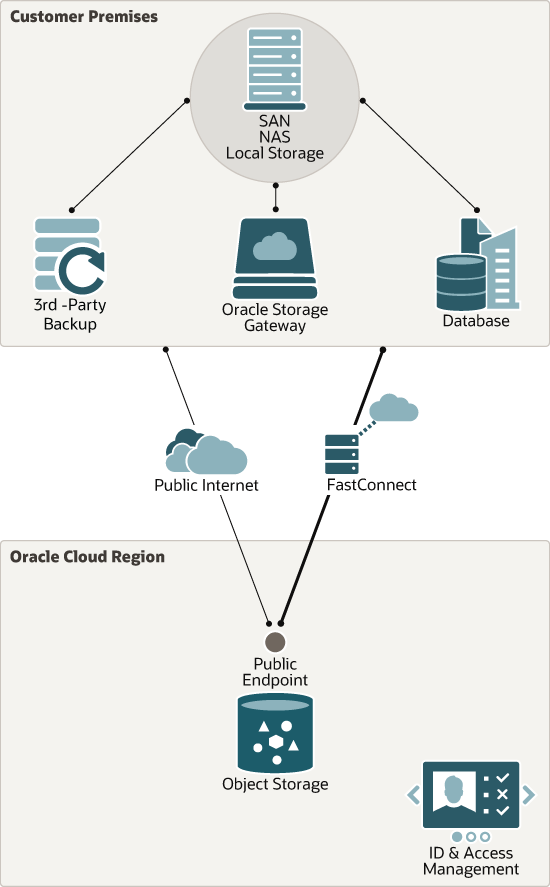 Customer Premises
SAN
NAS
Local Storage
3rd -Party
Backup
Oracle Storage
Gateway
Database
Public Internet
FastConnect
Oracle Cloud Region
Public
Endpoint
Object Storage
ID & Access
Management